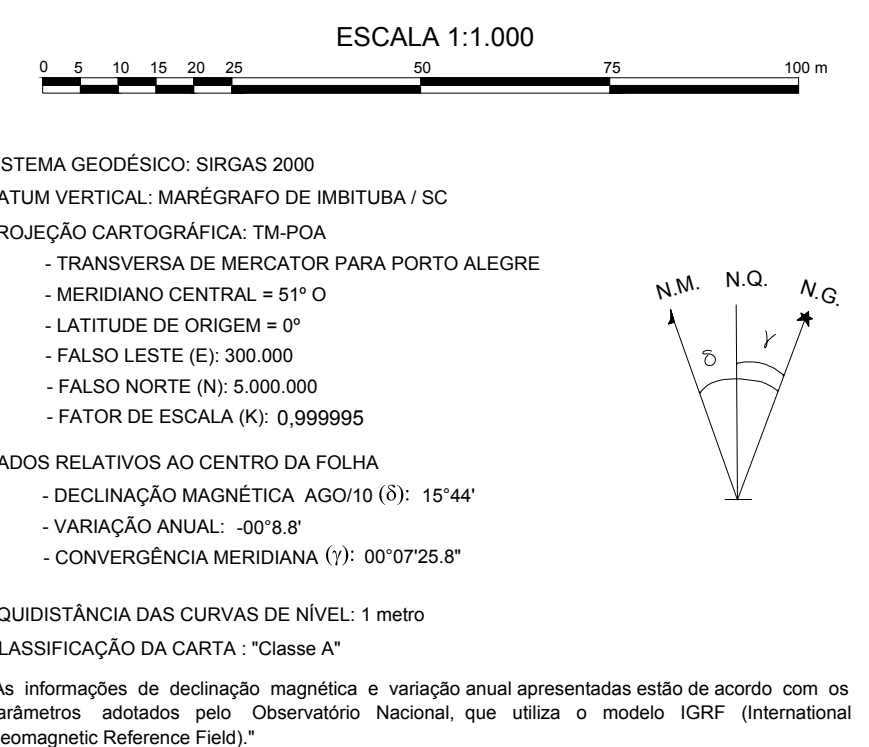 ESCALA 1:1.000
0 5 10 15 20 25 50 75 100 m
ISTEMA GEODÉSICO: SIRGAS 2000
ATUM VERTICAL: MARÉGRAFO DE IMBITUBA / SC
ROJEÇÃO CARTOGRÁFICA: TM-POA
- TRANSVERSA DE MERCATOR PARA PORTO ALEGRE
- MERIDIANO CENTRAL = 51º O
- LATITUDE DE ORIGEM = 0º
- FALSO LESTE (E): 300.000
- FALSO NORTE (N): 5.000.000
- FATOR DE ESCALA (K): 0,999995
N.M. N.Q. N.G.
δ γ
ADOS RELATIVOS AO CENTRO DA FOLHA
- DECLINAÇÃO MAGNÉTICA AGO/10 (δ): 15°44'
- VARIAÇÃO ANUAL: -00°8.8'
- CONVERGÊNCIA MERIDIANA (γ): 00°07'25.8"
QUIDISTÂNCIA DAS CURVAS DE NÍVEL: 1 metro
LASSIFICAÇÃO DA CARTA : "Classe A"
As informações de declinação magnética e variação anual apresentadas estão de acordo com os
arâmetros adotados pelo Observatório Nacional, que utiliza o modelo IGRF (International
eomagnetic Reference Field)."